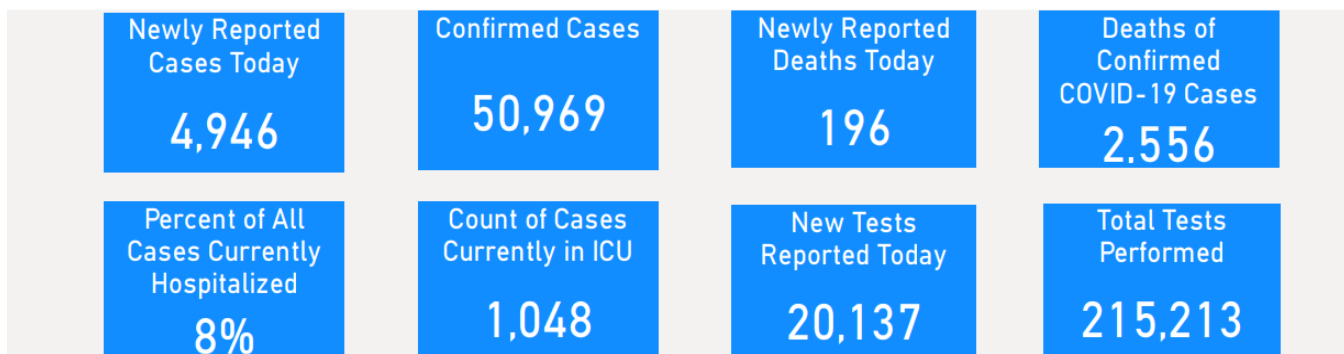 Newly Reported
Cases Today
4,946
Confirmed Cases
50,969
Newly Reported
Deaths Today
196
Deaths of
Confirmed
COVID-19 Cases
2,556
Percent of All
Cases Currently
Hospitalized
8%
Count of Cases
Currently in ICU
1,048
New Tests
Reported Today
20,137
Total Tests
Performed
215,213